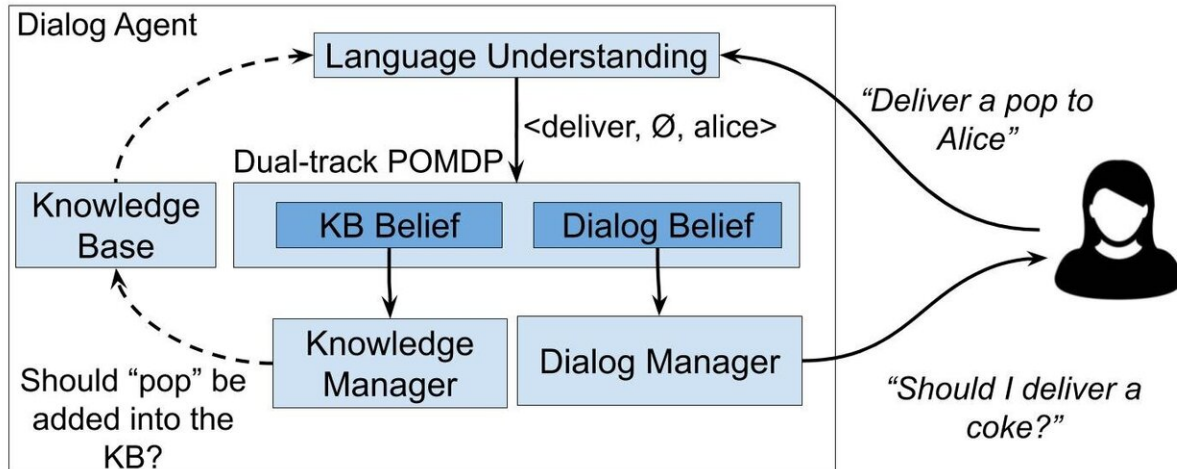 Dialog Agent
Language Understanding
<deliver, Ø, alice>
“Deliver a pop to
Alice”
Dual-track POMDP
Knowledge
Base
KB Belief
Dialog Belief
Knowledge
Manager
Dialog Manager
Should “pop” be
added into the
KB?
“Should I deliver a
coke?”